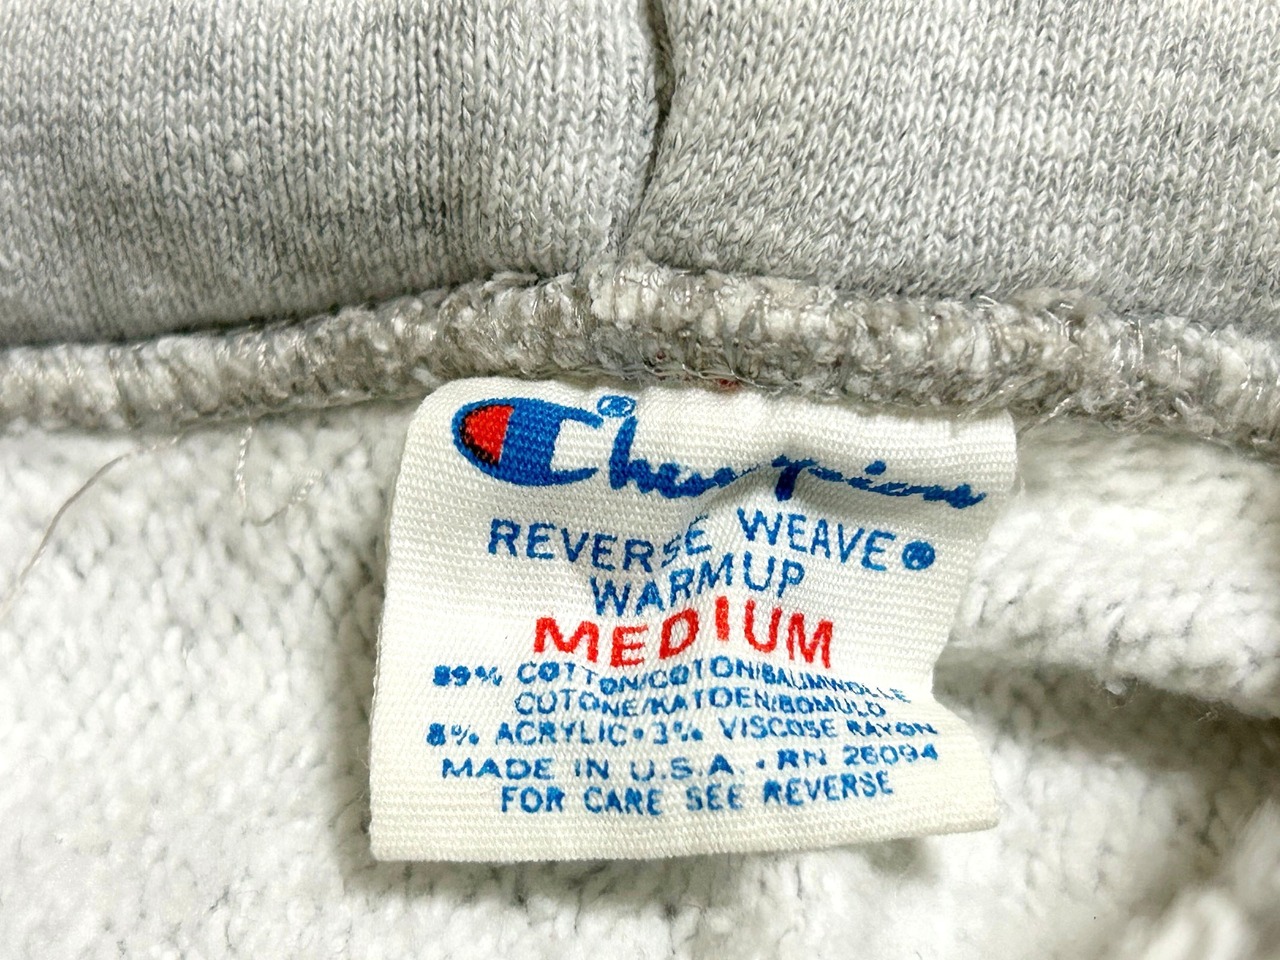 Champion®
REVERSE WEAVE®
WARMUP
MEDIUM
89% COTTON/COTON/BAUMWOLLE
COTONE/KATOEN/BOMULD
8% ACRYLIC•3% VISCOSE RAYON
MADE IN U.S.A. • RN 26094
FOR CARE SEE REVERSE